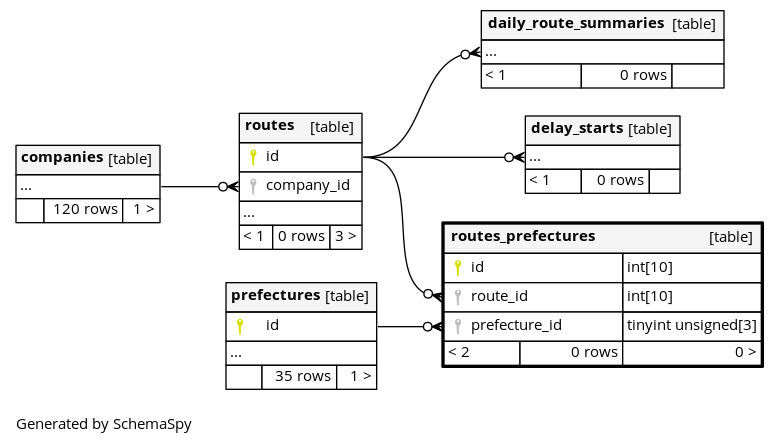 daily_route_summaries [table]
...
< 1 0 rows
routes [table]
id
company_id
...
< 1 0 rows 3 >
delay_starts [table]
...
< 1 0 rows
companies [table]
...
120 rows 1 >
routes_prefectures [table]
id int[10]
route_id int[10]
prefecture_id tinyint unsigned[3]
< 2 0 rows 0 >
prefectures [table]
id
...
35 rows 1 >
Generated by SchemaSpy